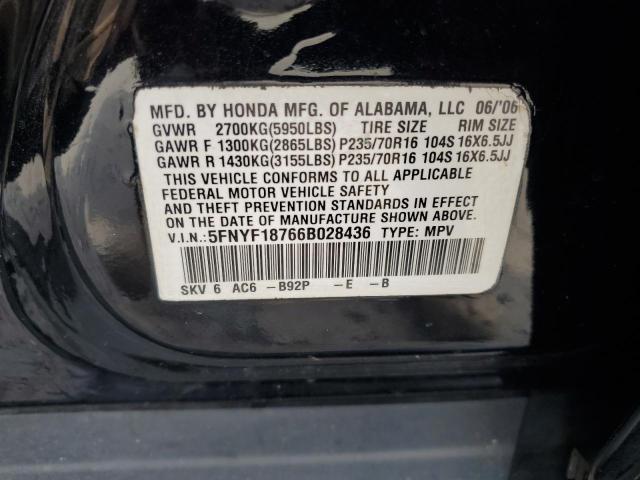 MFD. BY HONDA MFG. OF ALABAMA, LLC 06/'06
GVWR 2700KG(5950LBS) TIRE SIZE RIM SIZE
GAWR F 1300KG(2865LBS) P235/70R16 104S 16X6.5JJ
GAWR R 1430KG(3155LBS) P235/70R16 104S 16X6.5JJ
THIS VEHICLE CONFORMS TO ALL APPLICABLE
FEDERAL MOTOR VEHICLE SAFETY
AND THEFT PREVENTION STANDARDS IN EFFECT
ON THE DATE OF MANUFACTURE SHOWN ABOVE.
V.I.N.: 5FNYF18766B028436 TYPE: MPV
SKV 6 AC6 -B92P -E -B